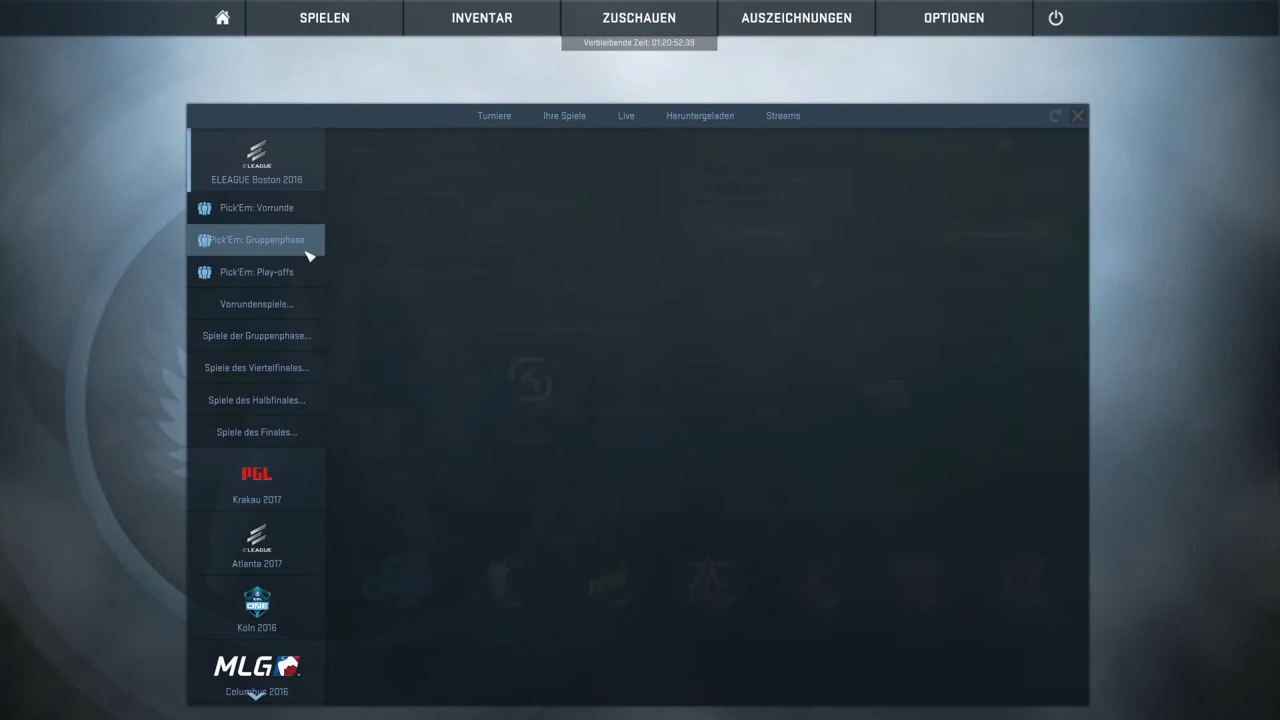 SPIELEN
INVENTAR
ZUSCHAUEN
AUSZEICHNUNGEN
OPTIONEN
Verbleibende Zeit: 01:20:52:39
Turniere
Ihre Spiele
Live
Heruntergeladen
Streams
ELEAGUE
ELEAGUE Boston 2018
Pick'Em: Vorrunde
Pick'Em: Gruppenphase
Pick'Em: Play-offs
Vorrundenspiele...
Spiele der Gruppenphase...
Spiele des Viertelfinales...
Spiele des Halbfinales...
Spiele des Finales...
PGL
Krakau 2017
ELEAGUE
Atlanta 2017
ESL
ONE
Köln 2016
MLG
Columbus 2016